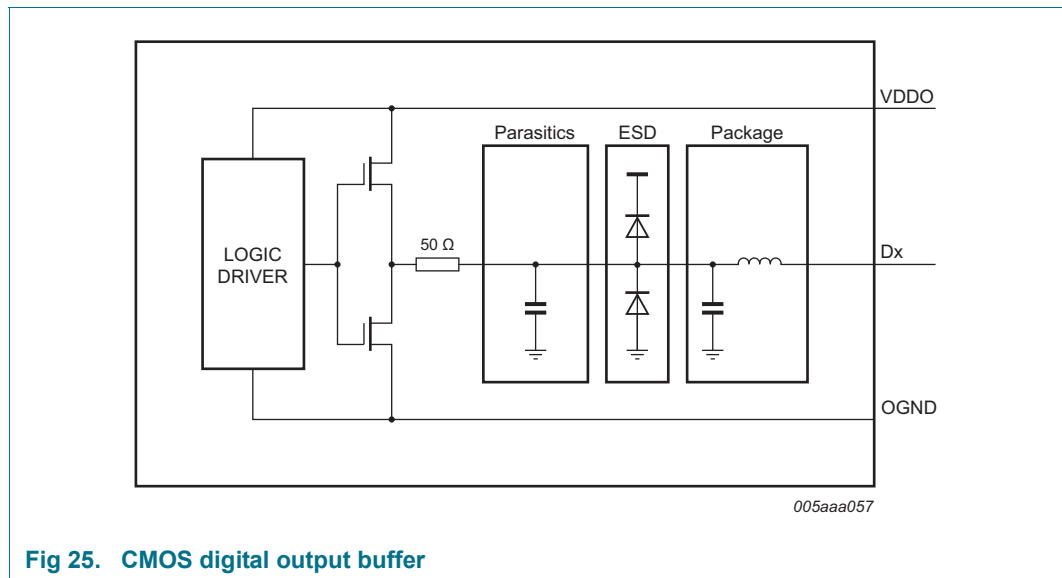 VDDO
Parasitics
ESD
Package
LOGIC
DRIVER
50 Ω
Dx
OGND
005aaa057
Fig 25. CMOS digital output buffer